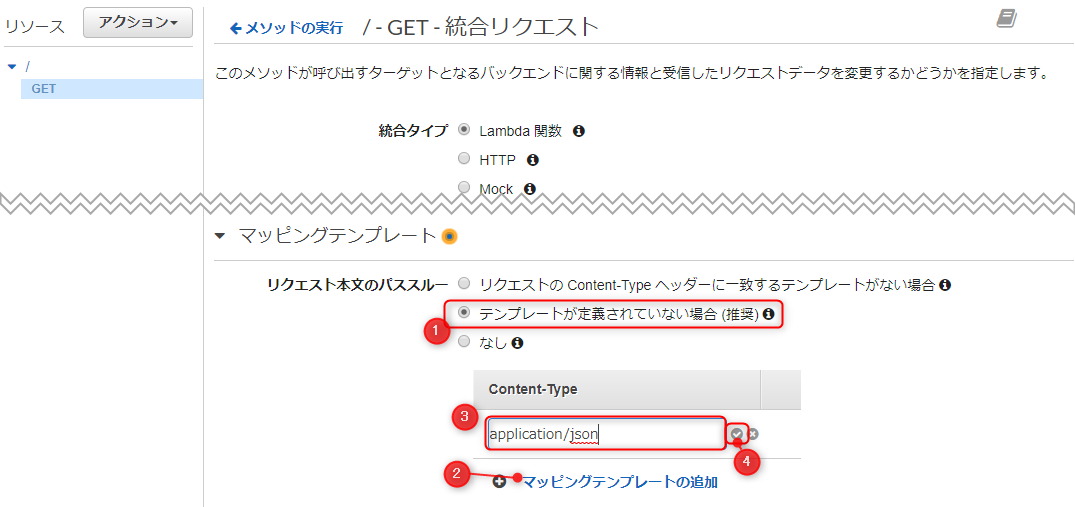 リソース
アクション
メソッドの実行
/ - GET - 統合リクエスト
/
GET
このメソッドが呼び出すターゲットとなるバックエンドに関する情報と受信したリクエストデータを変更するかどうかを指定します。
統合タイプ
Lambda 関数
HTTP
Mock
マッピングテンプレート
リクエスト本文のパススルー
リクエストの Content-Type ヘッダーに一致するテンプレートがない場合
1
テンプレートが定義されていない場合 (推奨)
なし
Content-Type
3
application/json
4
2
マッピングテンプレートの追加